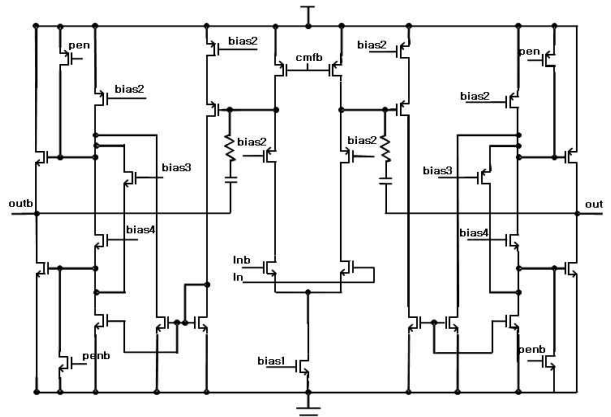 pen
bias2
cmfb
bias2
pen
bias2
bias2
bias2
bias2
bias3
bias3
outb
out
bias4
bias4
Inb
In
penb
bias1
penb